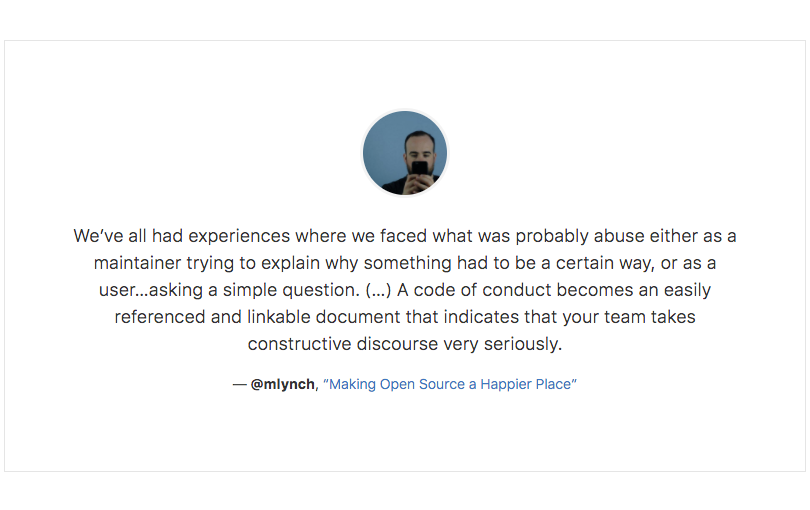 We’ve all had experiences where we faced what was probably abuse either as a
maintainer trying to explain why something had to be a certain way, or as a
user…asking a simple question. (…) A code of conduct becomes an easily
referenced and linkable document that indicates that your team takes
constructive discourse very seriously.
— @mlynch, “Making Open Source a Happier Place”